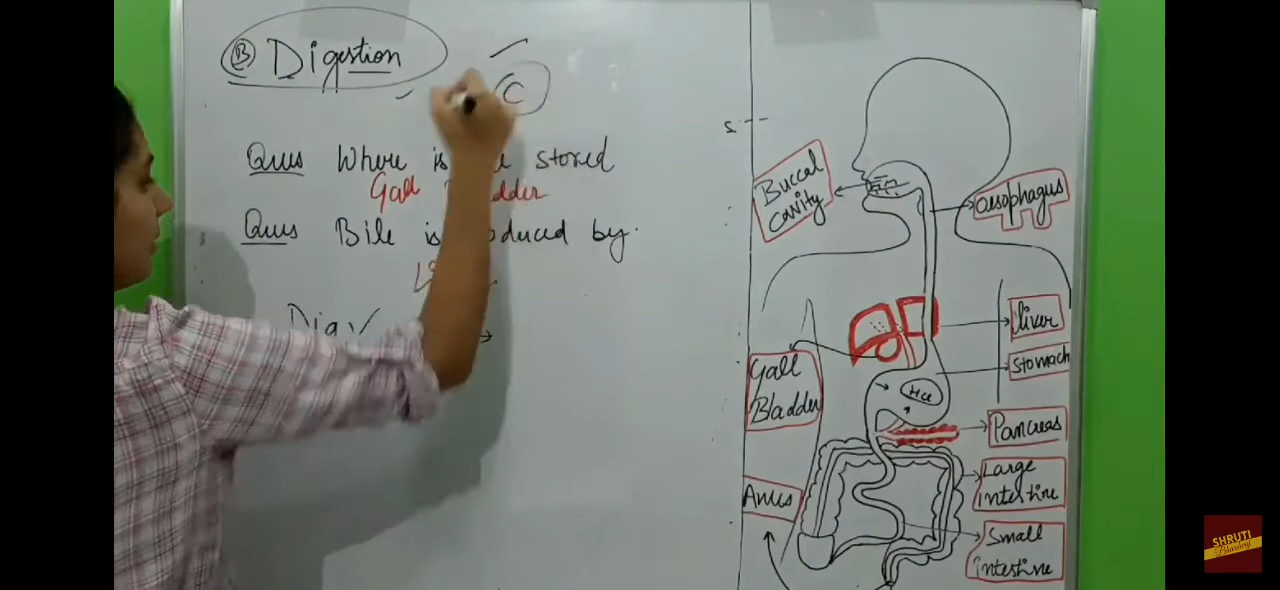 B Digestion
C
Ques Where is stored
Gall
Ques Bile is by
Buccal
cavity
Oesophagus
liver
Stomach
Gall
Bladder
HCl
Pancreas
Large
intestine
Anus
Small
intestine
SHRUTI